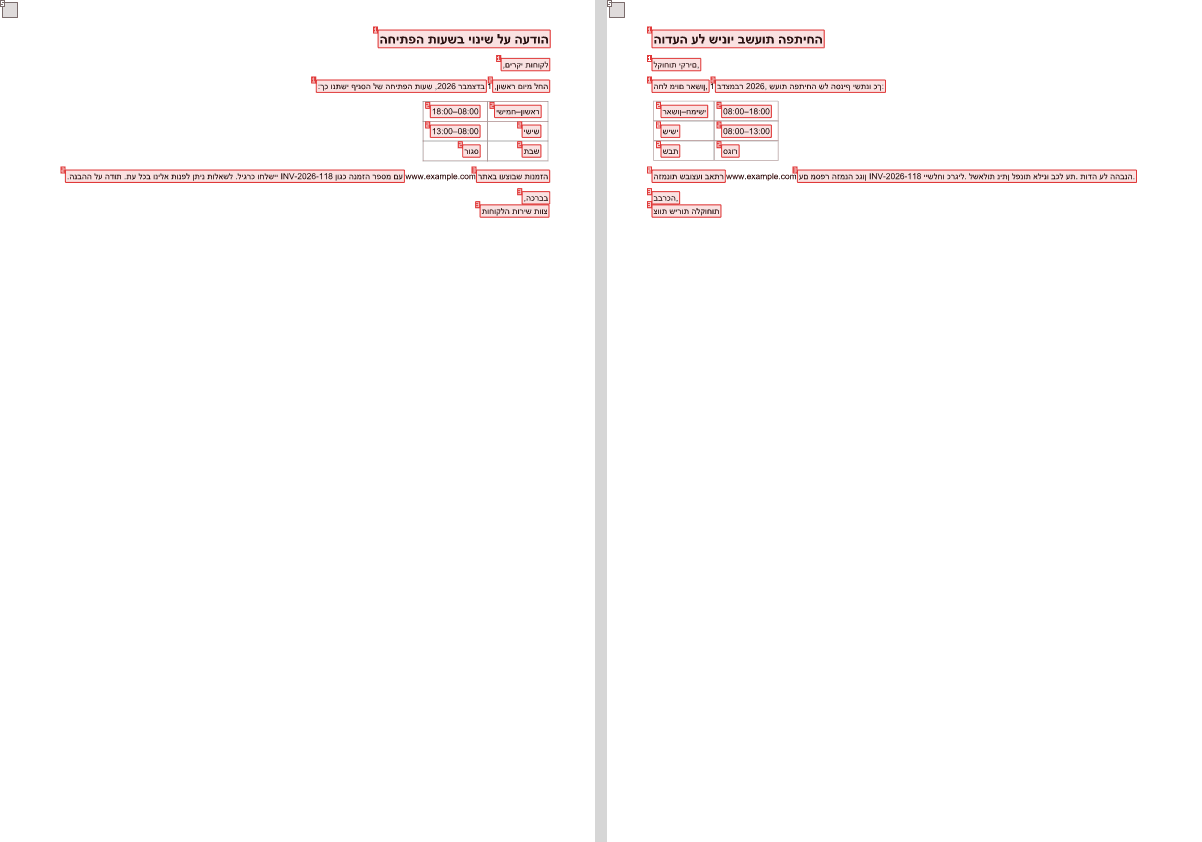 הודעה על שינוי בשעות הפתיחה
לקוחות יקרים,
החל מיום ראשון, 1 בדצמבר 2026, שעות הפתיחה של הסניף ישתנו כך:
ראשון–חמישי 08:00–18:00
שישי 08:00–13:00
שבת סגור
הזמנות שבוצעו באתר www.example.com עם מספר הזמנה כגון INV-2026-118 יישלחו כרגיל. לשאלות ניתן לפנות אלינו בכל עת. תודה על ההבנה.
בברכה,
צוות שירות הלקוחות
החיתפה תועשב יוניש לע העדוה
,םירקי תוחוקל
:ךכ ונתשי ףינסה לש החיתפה תועש ,2026 רבמצדב 1 ,ןושאר םוימ לחה
ישימח–ןושאר 08:00–18:00
ישיש 08:00–13:00
תבש רוגס
.הנבהה לע הדות .תע לכב ונילא תונפל ןתינ תולאשל .ליגרכ וחלשיי INV-2026-118 ןוגכ הנמזה רפסמ םע www.example.com רתאב ועצובש תונמזה
,הכרבב
תוחוקלה תוריש תווצ